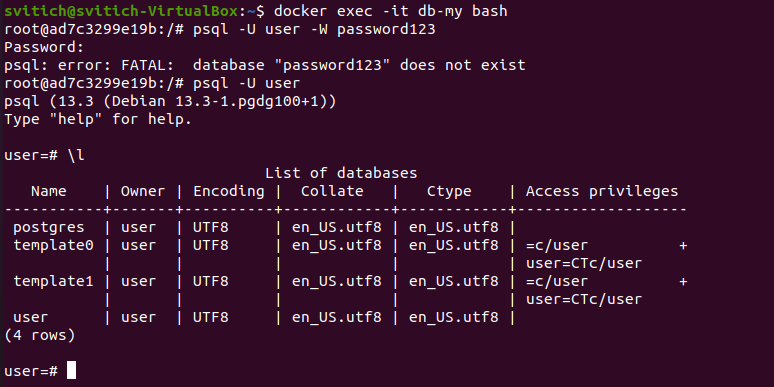 svitich@svitich-VirtualBox:~$ docker exec -it db-my bash
root@ad7c3299e19b:/# psql -U user -W password123
Password:
psql: error: FATAL:  database "password123" does not exist
root@ad7c3299e19b:/# psql -U user
psql (13.3 (Debian 13.3-1.pgdg100+1))
Type "help" for help.

user=# \l
                             List of databases
   Name    | Owner | Encoding |  Collate   |   Ctype    | Access privileges
-----------+-------+----------+------------+------------+-------------------
 postgres  | user  | UTF8     | en_US.utf8 | en_US.utf8 |
 template0 | user  | UTF8     | en_US.utf8 | en_US.utf8 | =c/user          +
           |       |          |            |            | user=CTc/user
 template1 | user  | UTF8     | en_US.utf8 | en_US.utf8 | =c/user          +
           |       |          |            |            | user=CTc/user
 user      | user  | UTF8     | en_US.utf8 | en_US.utf8 |
(4 rows)

user=#